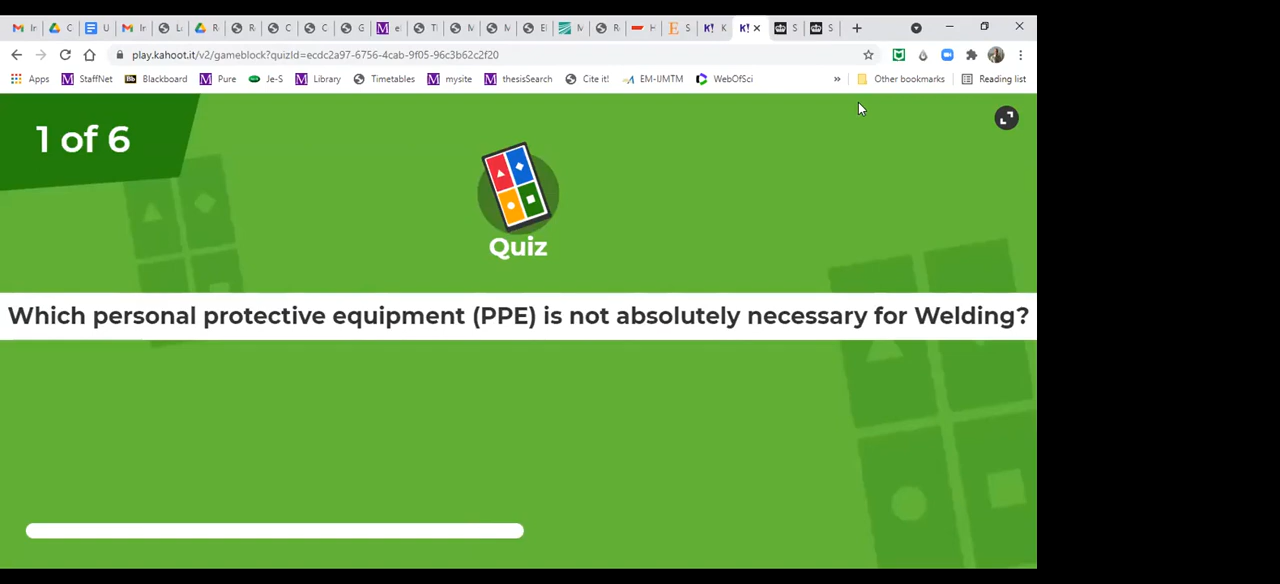 play.kahoot.it/v2/gameblock?quizId=ecdc2a97-6756-4cab-9f05-96c3b62c2f20
Apps StaffNet Blackboard Pure Je-S Library Timetables mysite thesisSearch Cite it! EM-IJMTM WebOfSci » Other bookmarks Reading list
1 of 6
Quiz
Which personal protective equipment (PPE) is not absolutely necessary for Welding?